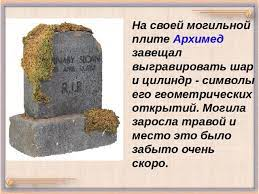 На своей могильной
плите Архимед
завещал
выгравировать шар
и цилиндр - символы
его геометрических
открытий. Могила
заросла травой и
место это было
забыто очень
скоро.
R.I.P